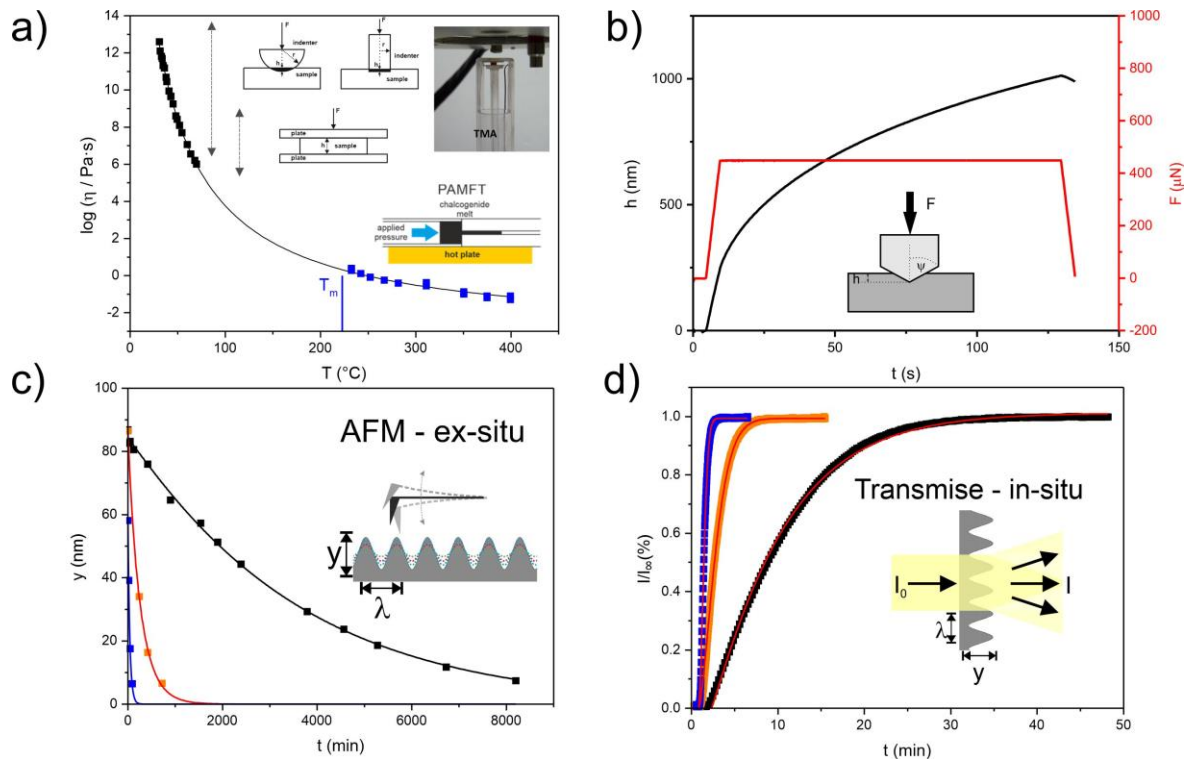 a)
14
12
10
8
6
4
2
0
-2
log (η / Pa·s)
0
100
200
300
400
T (°C)
F
r
indenter
h
sample
F
r
indenter
h
sample
F
plate
h
sample
plate
TMA
PAMFT
chalcogenide
melt
applied
pressure
hot plate
Tm
b)
1000
500
0
h (nm)
0
50
100
150
t (s)
1000
800
600
400
200
0
-200
F (μN)
F
ψ
h
c)
100
80
60
40
20
0
y (nm)
0
2000
4000
6000
8000
t (min)
AFM - ex-situ
y
λ
d)
1.0
0.8
0.6
0.4
0.2
0.0
I/I∞(%)
0
10
20
30
40
50
t (min)
Transmise - in-situ
I0
I
λ
y